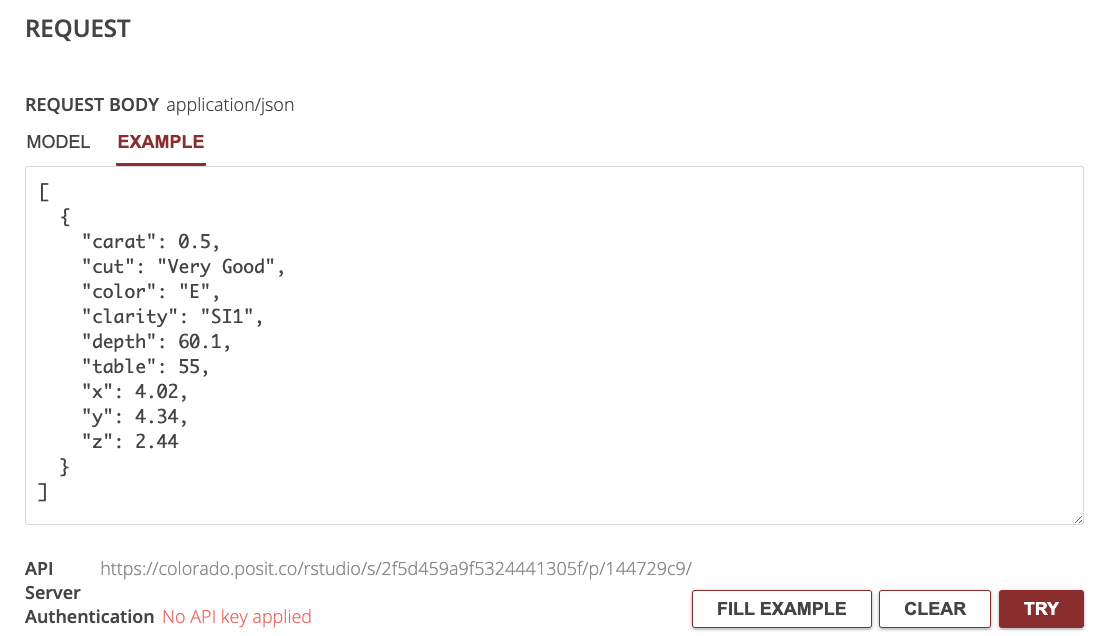 REQUEST
REQUEST BODY application/json
MODEL EXAMPLE
[
  {
    "carat": 0.5,
    "cut": "Very Good",
    "color": "E",
    "clarity": "SI1",
    "depth": 60.1,
    "table": 55,
    "x": 4.02,
    "y": 4.34,
    "z": 2.44
  }
]
API https://colorado.posit.co/rstudio/s/2f5d459a9f5324441305f/p/144729c9/
Server
Authentication No API key applied
FILL EXAMPLE CLEAR TRY